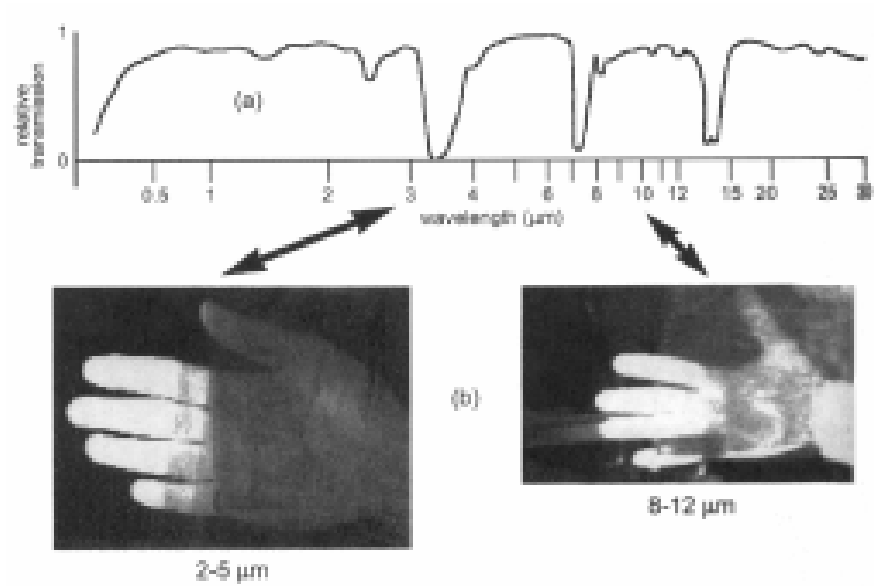 1
relative
transmission
(a)
0
0.5 1 2 3 4 6 8 10 12 15 20 25
wavelength (μm)
(b)
8-12 μm
2-5 μm